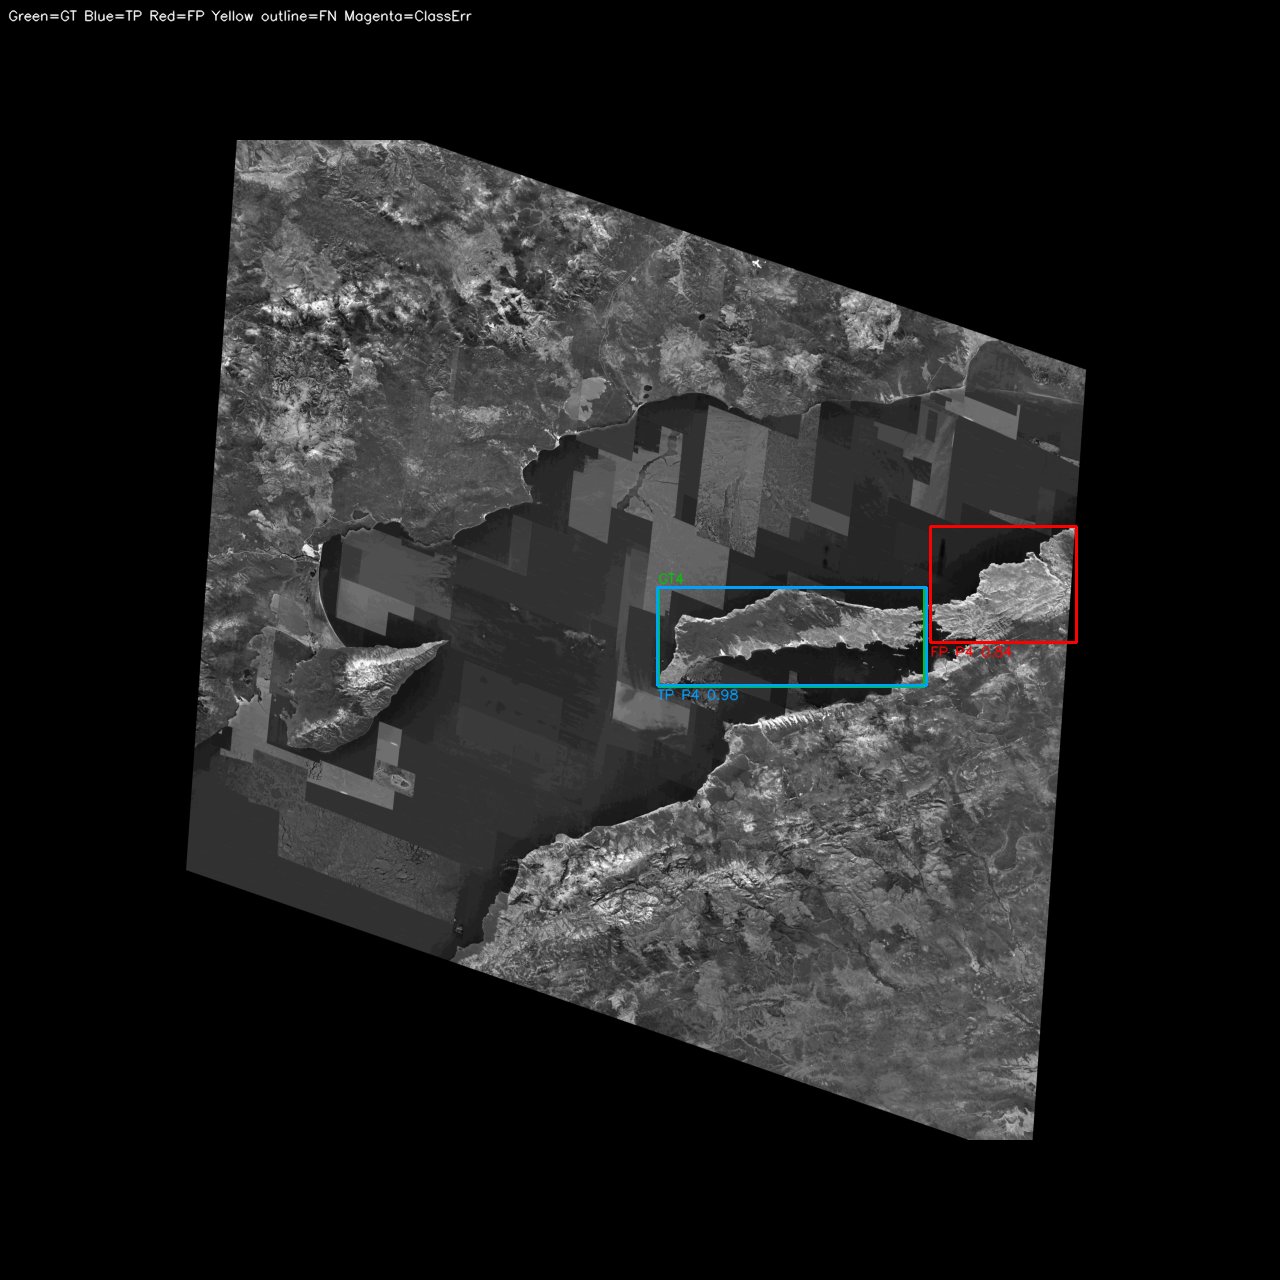 Green=GT Blue=TP Red=FP Yellow outline=FN Magenta=ClassErr
GT4
FP P4 0.64
TP P4 0.98